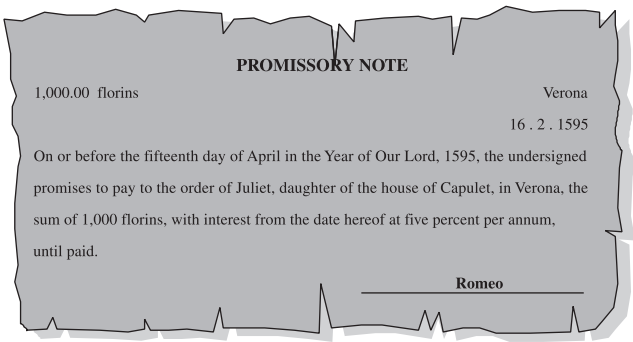 PROMISSORY NOTE
1,000.00 florins Verona
16 . 2 . 1595
On or before the fifteenth day of April in the Year of Our Lord, 1595, the undersigned
promises to pay to the order of Juliet, daughter of the house of Capulet, in Verona, the
sum of 1,000 florins, with interest from the date hereof at five percent per annum,
until paid.
Romeo